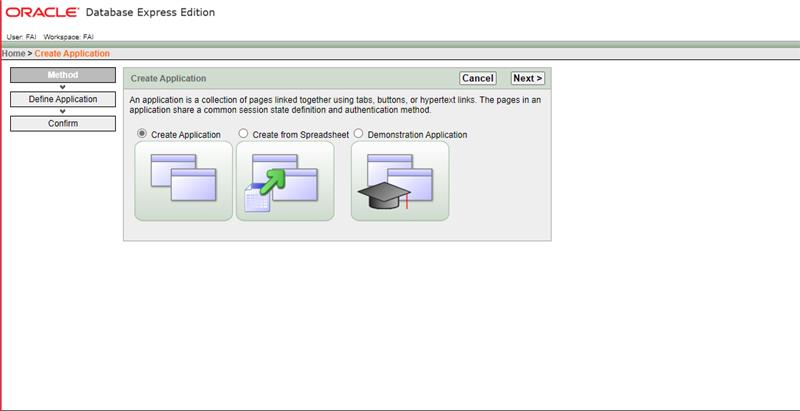 ORACLE Database Express Edition
User: FAI Workspace: FAI
Home > Create Application
Method
Define Application
Confirm
Create Application
Cancel
Next >
An application is a collection of pages linked together using tabs, buttons, or hypertext links. The pages in an
application share a common session state definition and authentication method.
Create Application
Create from Spreadsheet
Demonstration Application